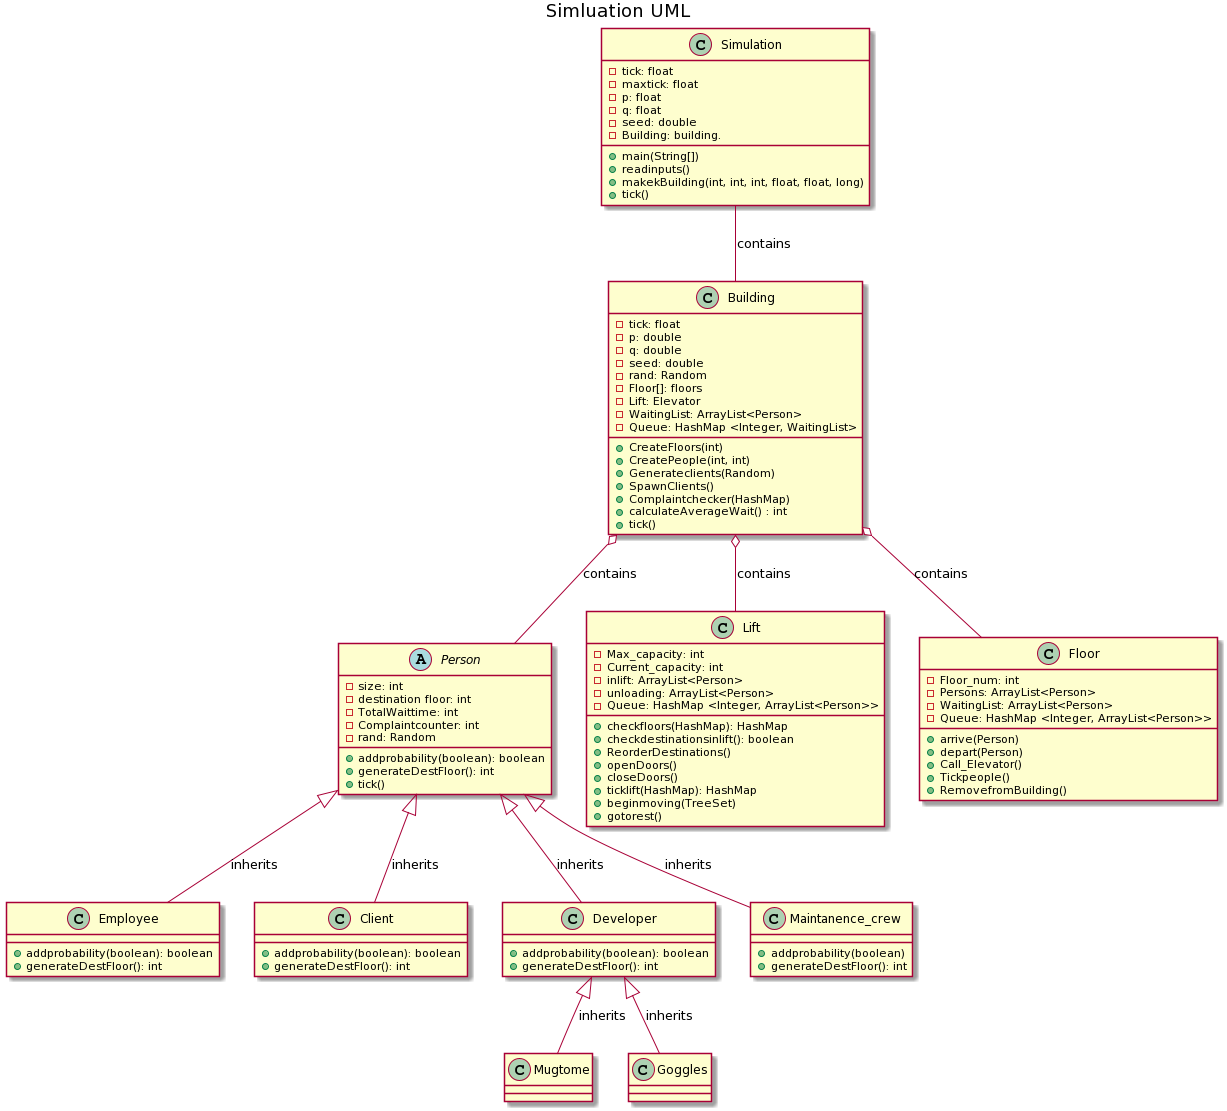 Simluation UML
C Simulation
tick: float
maxtick: float
p: float
q: float
seed: double
Building: building.
main(String[])
readinputs()
makekBuilding(int, int, int, float, float, long)
tick()
contains
C Building
tick: float
p: double
q: double
seed: double
rand: Random
Floor[]: floors
Lift: Elevator
WaitingList: ArrayList<Person>
Queue: HashMap <Integer, WaitingList>
CreateFloors(int)
CreatePeople(int, int)
Generateclients(Random)
SpawnClients()
Complaintchecker(HashMap)
calculateAverageWait() : int
tick()
contains
contains
contains
A Person
size: int
destination floor: int
TotalWaittime: int
Complaintcounter: int
rand: Random
addprobability(boolean): boolean
generateDestFloor(): int
tick()
C Lift
Max_capacity: int
Current_capacity: int
inlift: ArrayList<Person>
unloading: ArrayList<Person>
Queue: HashMap <Integer, ArrayList<Person>>
checkfloors(HashMap): HashMap
checkdestinationsinlift(): boolean
ReorderDestinations()
openDoors()
closeDoors()
ticklift(HashMap): HashMap
beginmoving(TreeSet)
gotorest()
C Floor
Floor_num: int
Persons: ArrayList<Person>
WaitingList: ArrayList<Person>
Queue: HashMap <Integer, ArrayList<Person>>
arrive(Person)
depart(Person)
Call_Elevator()
Tickpeople()
RemovefromBuilding()
inherits
inherits
inherits
inherits
C Employee
addprobability(boolean): boolean
generateDestFloor(): int
C Client
addprobability(boolean): boolean
generateDestFloor(): int
C Developer
addprobability(boolean): boolean
generateDestFloor(): int
C Maintanence_crew
addprobability(boolean)
generateDestFloor(): int
inherits
inherits
C Mugtome
C Goggles